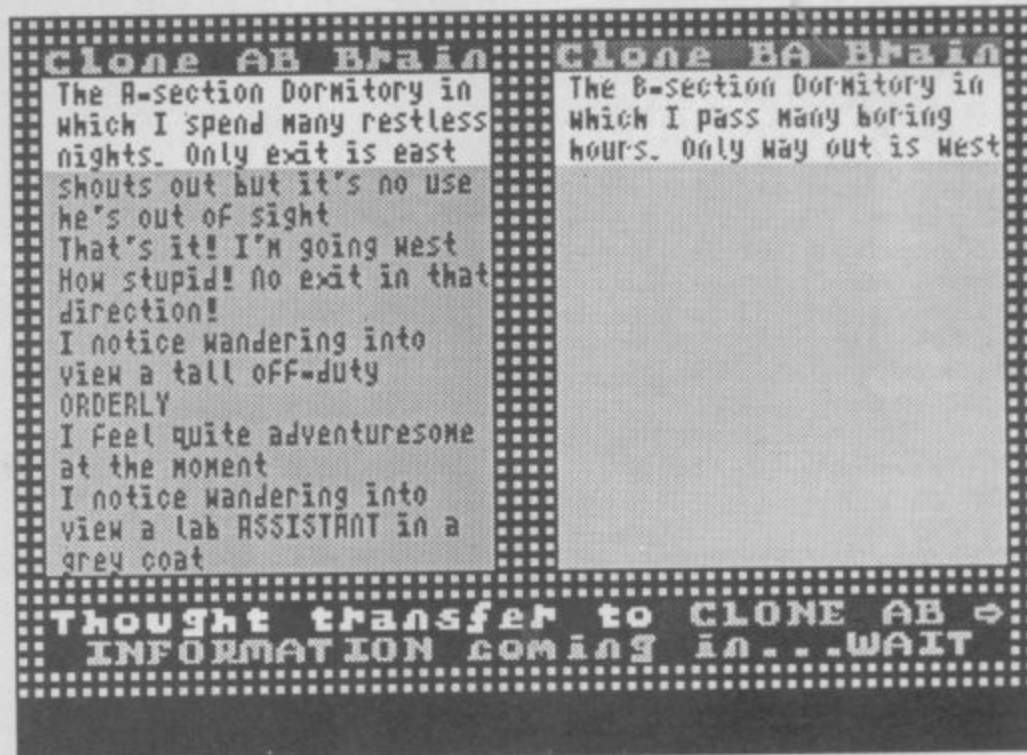 Clone AB Brain
The A-section Dormitory in
which I spend many restless
nights. Only exit is east
shouts out but it's no use
he's out of sight
That's it! I'm going west
How stupid! No exit in that
direction!
I notice wandering into
view a tall off-duty
ORDERLY
I feel quite adventuresome
at the moment
I notice wandering into
view a lab ASSISTANT in a
grey coat
Clone BA Brain
The B-section Dormitory in
which I pass many boring
hours. Only way out is west
Thought transfer to CLONE AB ⇨
INFORMATION coming in...WAIT